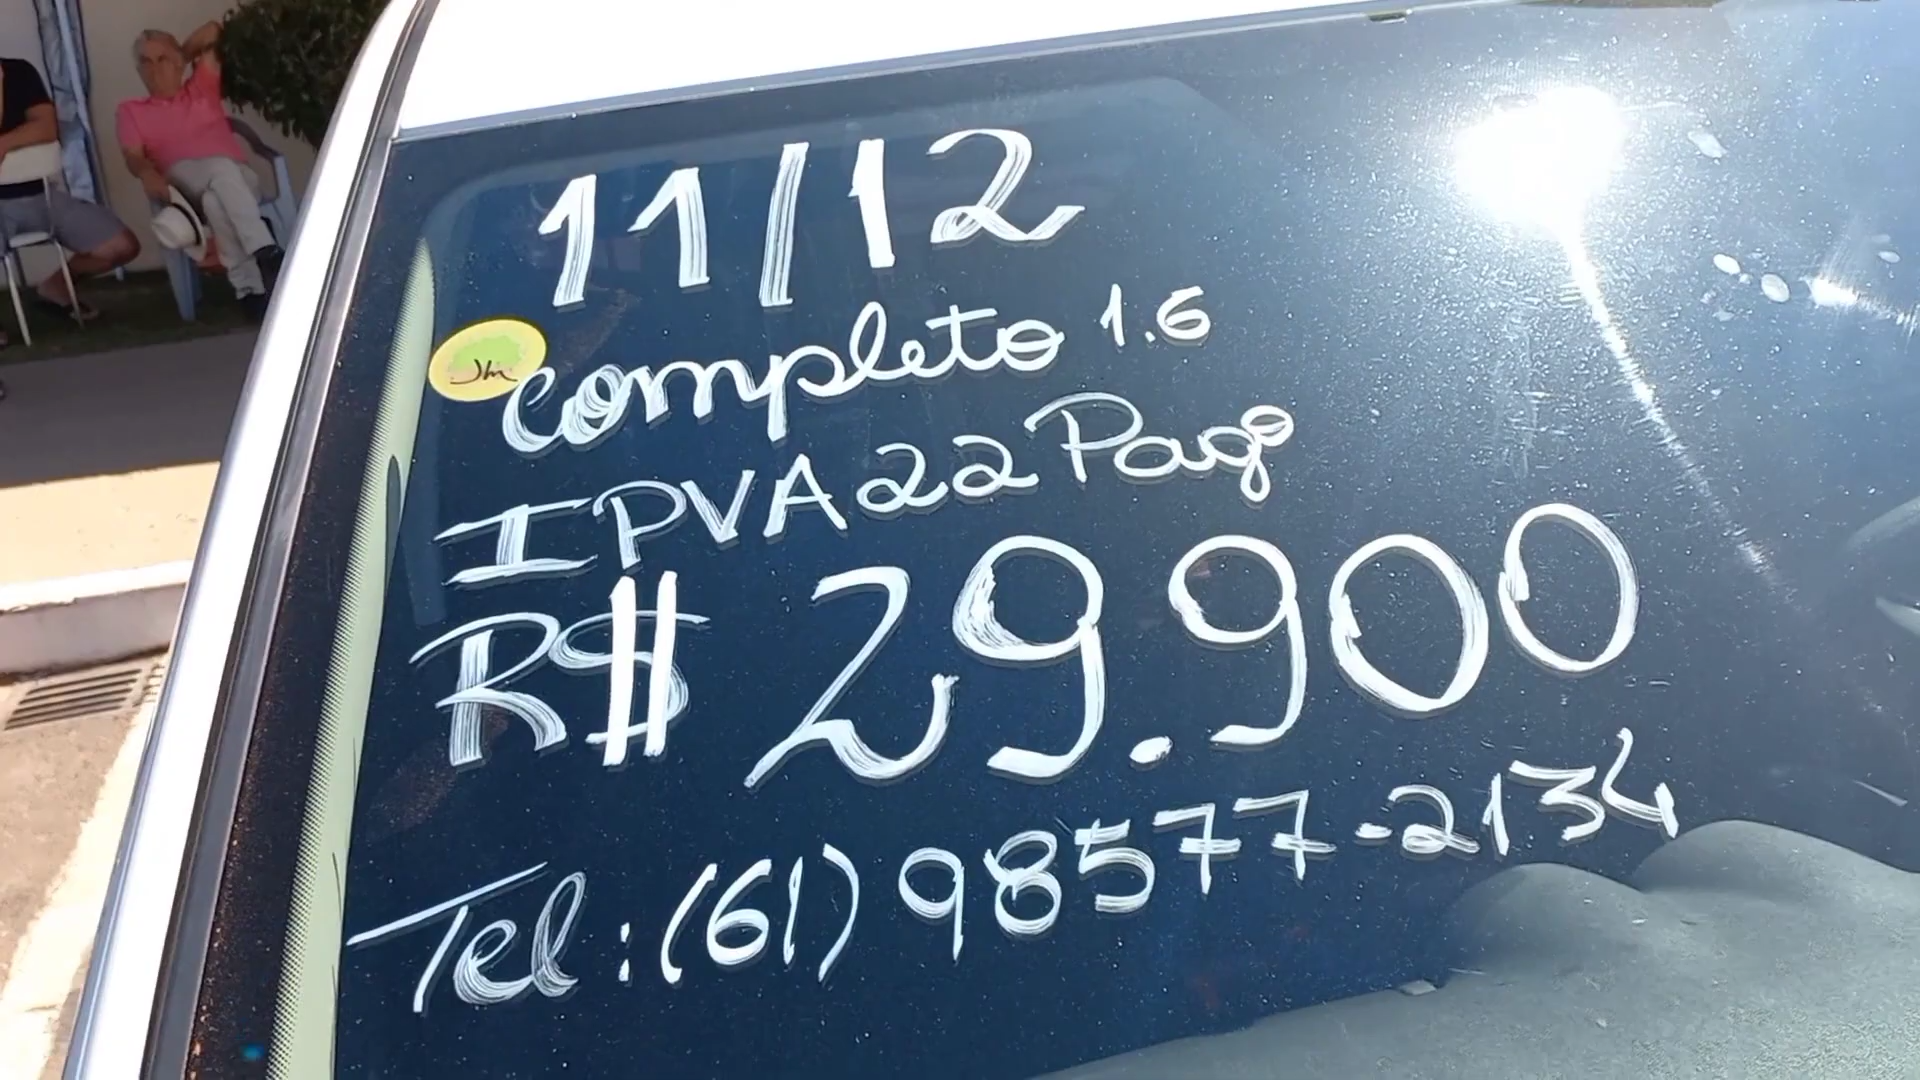 11/12
Completo 1.6
IPVA 22 Pago
R$ 29.900
Tel: (61) 98577-2134